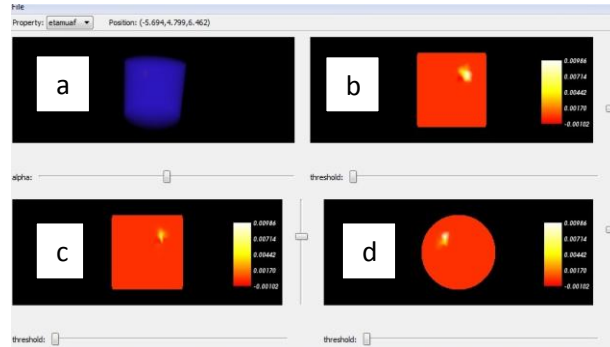 File
Property: etamuaf Position: (-5.694,4.799,6.462)
a
b
0.00986
0.00714
0.00442
0.00170
-0.00102
alpha:
threshold:
c
0.00986
0.00714
0.00442
0.00170
-0.00102
d
0.00986
0.00714
0.00442
0.00170
-0.00102
threshold:
threshold: